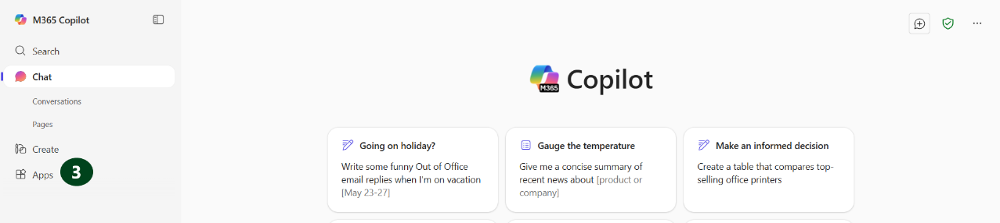 M365 Copilot
Search
Chat
Conversations
Pages
Create
Apps
3
M365
Copilot
Going on holiday?
Write some funny Out of Office
email replies when I'm on vacation
[May 23-27]
Gauge the temperature
Give me a concise summary of
recent news about [product or
company]
Make an informed decision
Create a table that compares top-
selling office printers